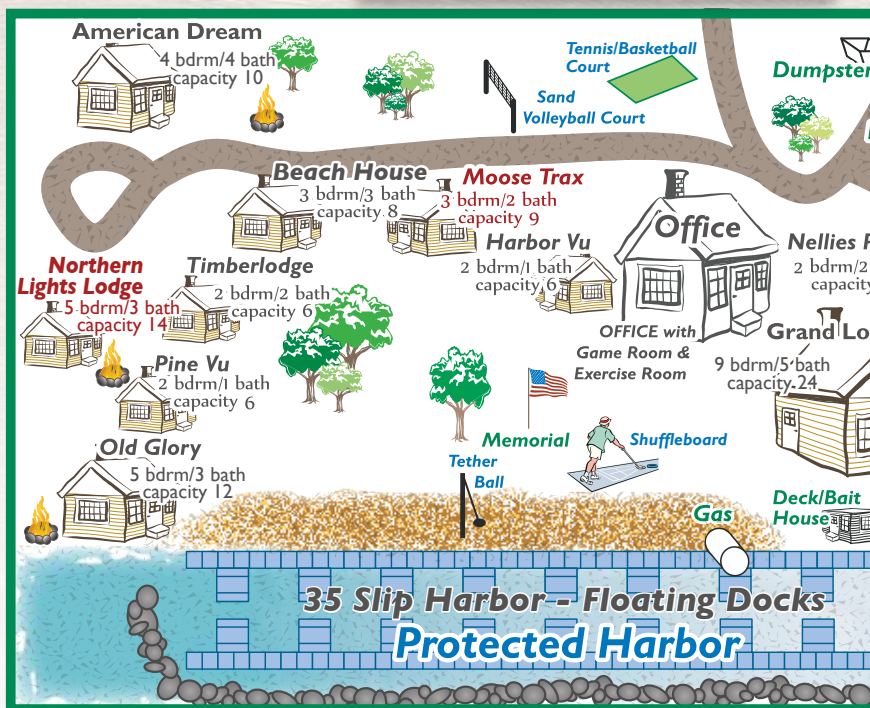 American Dream
4 bdrm/4 bath
capacity 10
Tennis/Basketball
Court
Sand
Volleyball Court
Dumpster
Beach House
3 bdrm/3 bath
capacity 8
Moose Trax
3 bdrm/2 bath
capacity 9
Harbor Vu
2 bdrm/1 bath
capacity 6
Office
OFFICE with
Game Room &
Exercise Room
Nellies
2 bdrm/2
capacity
Northern
Lights Lodge
5 bdrm/3 bath
capacity 14
Timberlodge
2 bdrm/2 bath
capacity 6
Grand Lo
9 bdrm/5 bath
capacity 24
Pine Vu
2 bdrm/1 bath
capacity 6
Memorial
Shuffleboard
Old Glory
5 bdrm/3 bath
capacity 12
Tether
Ball
Gas
Deck/Bait
House
35 Slip Harbor - Floating Docks
Protected Harbor